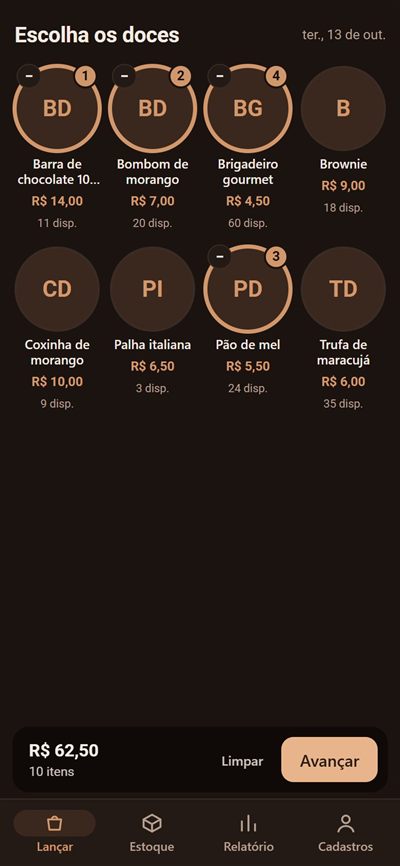 Escolha os doces
ter., 13 de out.
− 1 − 2 − 4
BD BD BG B
Barra de
chocolate 10...
R$ 14,00
11 disp.
Bombom de
morango
R$ 7,00
20 disp.
Brigadeiro
gourmet
R$ 4,50
60 disp.
Brownie
R$ 9,00
18 disp.
− 3
CD PI PD TD
Coxinha de
morango
R$ 10,00
9 disp.
Palha italiana
R$ 6,50
3 disp.
Pão de mel
R$ 5,50
24 disp.
Trufa de
maracujá
R$ 6,00
35 disp.
R$ 62,50
10 itens
Limpar
Avançar
Lançar
Estoque
Relatório
Cadastros